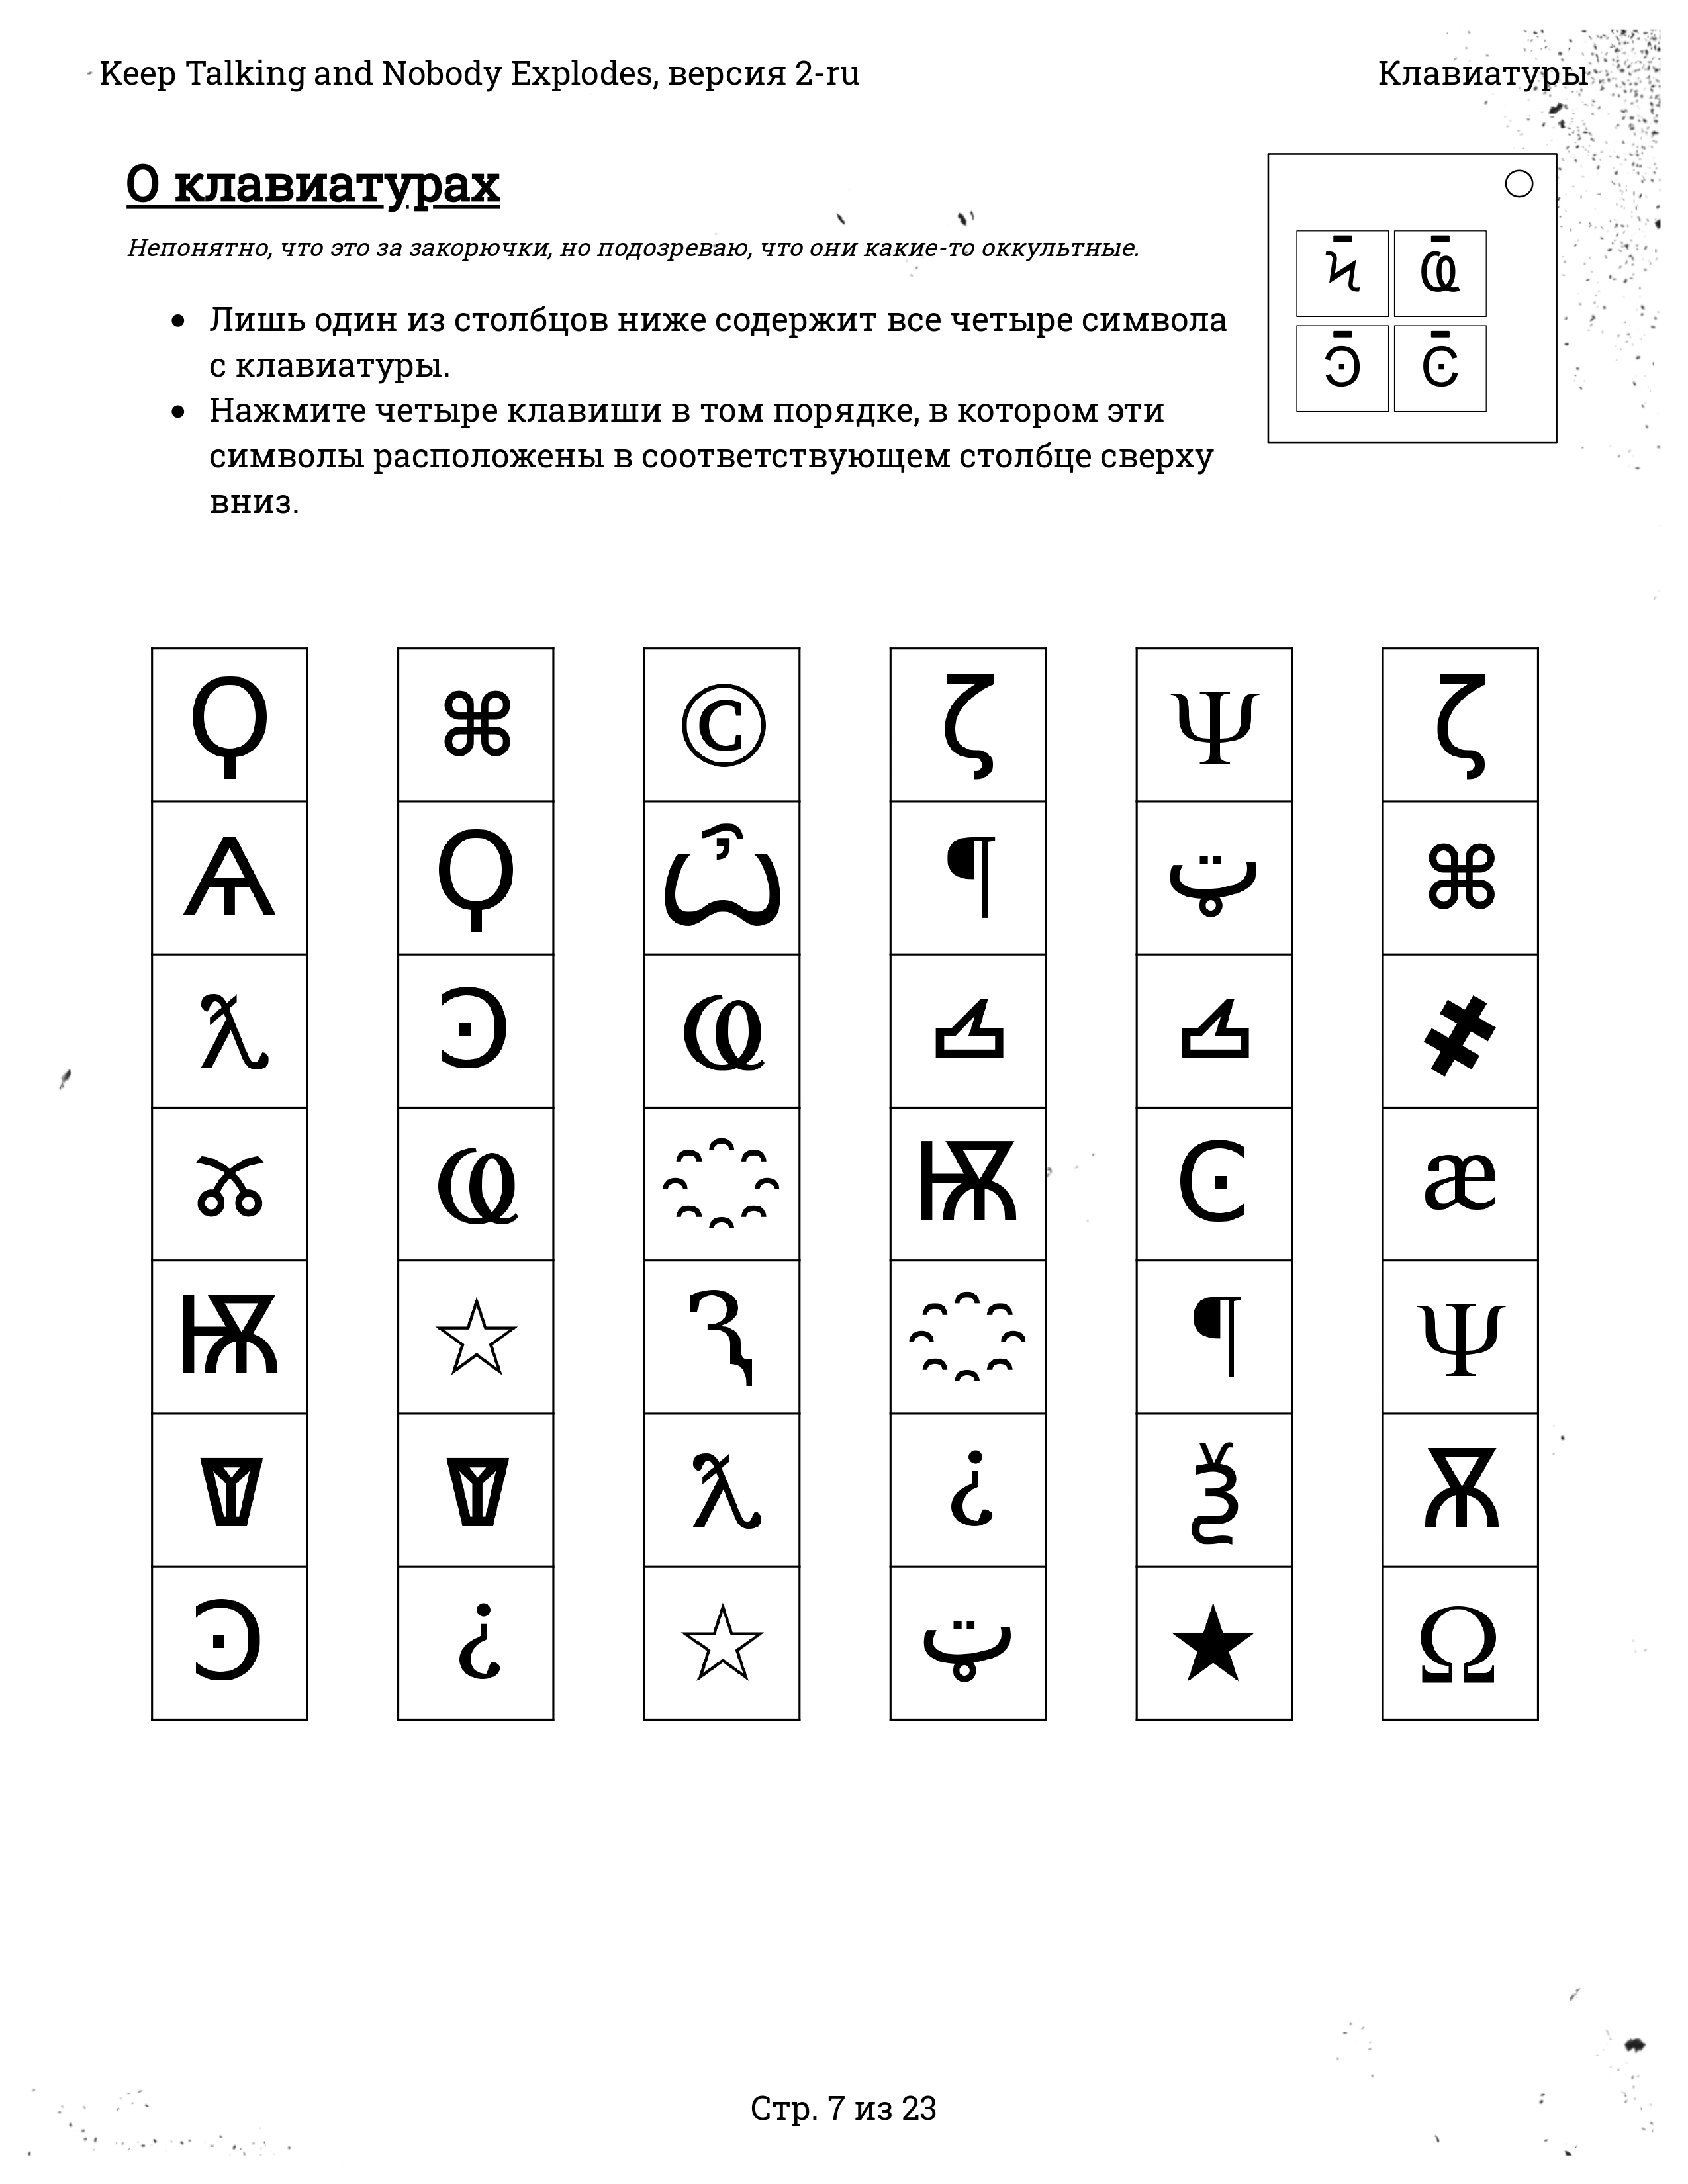 Keep Talking and Nobody Explodes, версия 2-ru
Клавиатуры
О клавиатурах
Непонятно, что это за закорючки, но подозреваю, что они какие-то оккультные.
• Лишь один из столбцов ниже содержит все четыре символа
с клавиатуры.
• Нажмите четыре клавиши в том порядке, в котором эти
символы расположены в соответствующем столбце сверху
вниз.
Ϟ Ҩ
Ͽ Ͼ
Ϙ ⌘ © ζ Ψ ζ
Ѧ Ϙ Ѽ ¶ ټ ⌘
ƛ Ͽ Ҩ ڬ ڬ ҂
Ϫ Ҩ ҈ Ѭ Ͼ æ
Ѭ ☆ Ҙ ҈ ¶ Ψ
ƛ ¿ Ѯ Ѫ
Ͽ ¿ ☆ ټ ★ Ω
Стр. 7 из 23